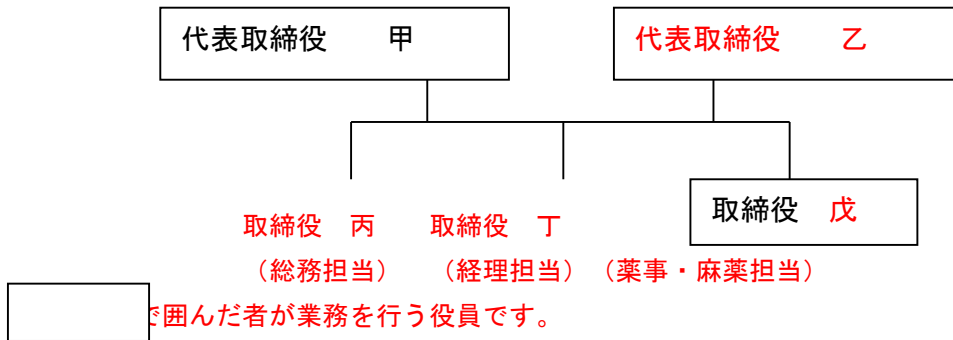 代表取締役　　甲
代表取締役　　乙
取締役　戊
取締役　丙　　取締役　丁
（総務担当）　（経理担当）（薬事・麻薬担当）
で囲んだ者が業務を行う役員です。